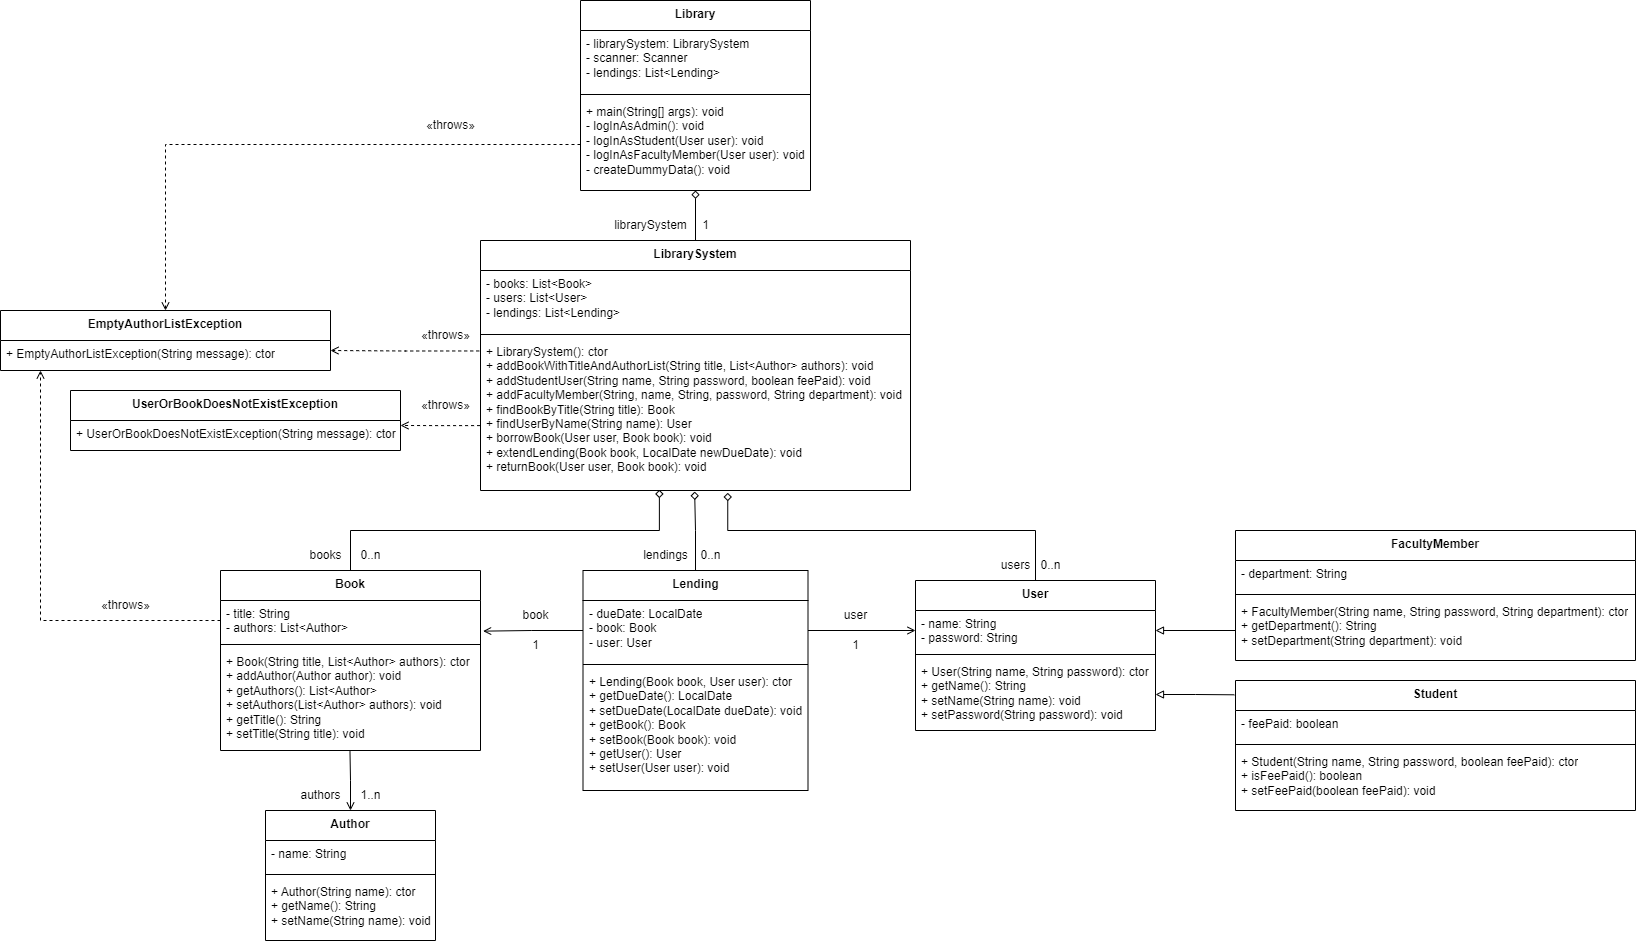 Library
- librarySystem: LibrarySystem
- scanner: Scanner
- lendings: List<Lending>
+ main(String[] args): void
- logInAsAdmin(): void
- logInAsStudent(User user): void
- logInAsFacultyMember(User user): void
- createDummyData(): void
«throws»
librarySystem
1
LibrarySystem
- books: List<Book>
- users: List<User>
- lendings: List<Lending>
+ LibrarySystem(): ctor
+ addBookWithTitleAndAuthorList(String title, List<Author> authors): void
+ addStudentUser(String name, String password, boolean feePaid): void
+ addFacultyMember(String, name, String, password, String department): void
+ findBookByTitle(String title): Book
+ findUserByName(String name): User
+ borrowBook(User user, Book book): void
+ extendLending(Book book, LocalDate newDueDate): void
+ returnBook(User user, Book book): void
«throws»
EmptyAuthorListException
+ EmptyAuthorListException(String message): ctor
«throws»
UserOrBookDoesNotExistException
+ UserOrBookDoesNotExistException(String message): ctor
«throws»
books
0..n
lendings
0..n
users
0..n
Book
- title: String
- authors: List<Author>
+ Book(String title, List<Author> authors): ctor
+ addAuthor(Author author): void
+ getAuthors(): List<Author>
+ setAuthors(List<Author> authors): void
+ getTitle(): String
+ setTitle(String title): void
book
1
Lending
- dueDate: LocalDate
- book: Book
- user: User
+ Lending(Book book, User user): ctor
+ getDueDate(): LocalDate
+ setDueDate(LocalDate dueDate): void
+ getBook(): Book
+ setBook(Book book): void
+ getUser(): User
+ setUser(User user): void
user
1
User
- name: String
- password: String
+ User(String name, String password): ctor
+ getName(): String
+ setName(String name): void
+ setPassword(String password): void
FacultyMember
- department: String
+ FacultyMember(String name, String password, String department): ctor
+ getDepartment(): String
+ setDepartment(String department): void
Student
- feePaid: boolean
+ Student(String name, String password, boolean feePaid): ctor
+ isFeePaid(): boolean
+ setFeePaid(boolean feePaid): void
authors
1..n
Author
- name: String
+ Author(String name): ctor
+ getName(): String
+ setName(String name): void